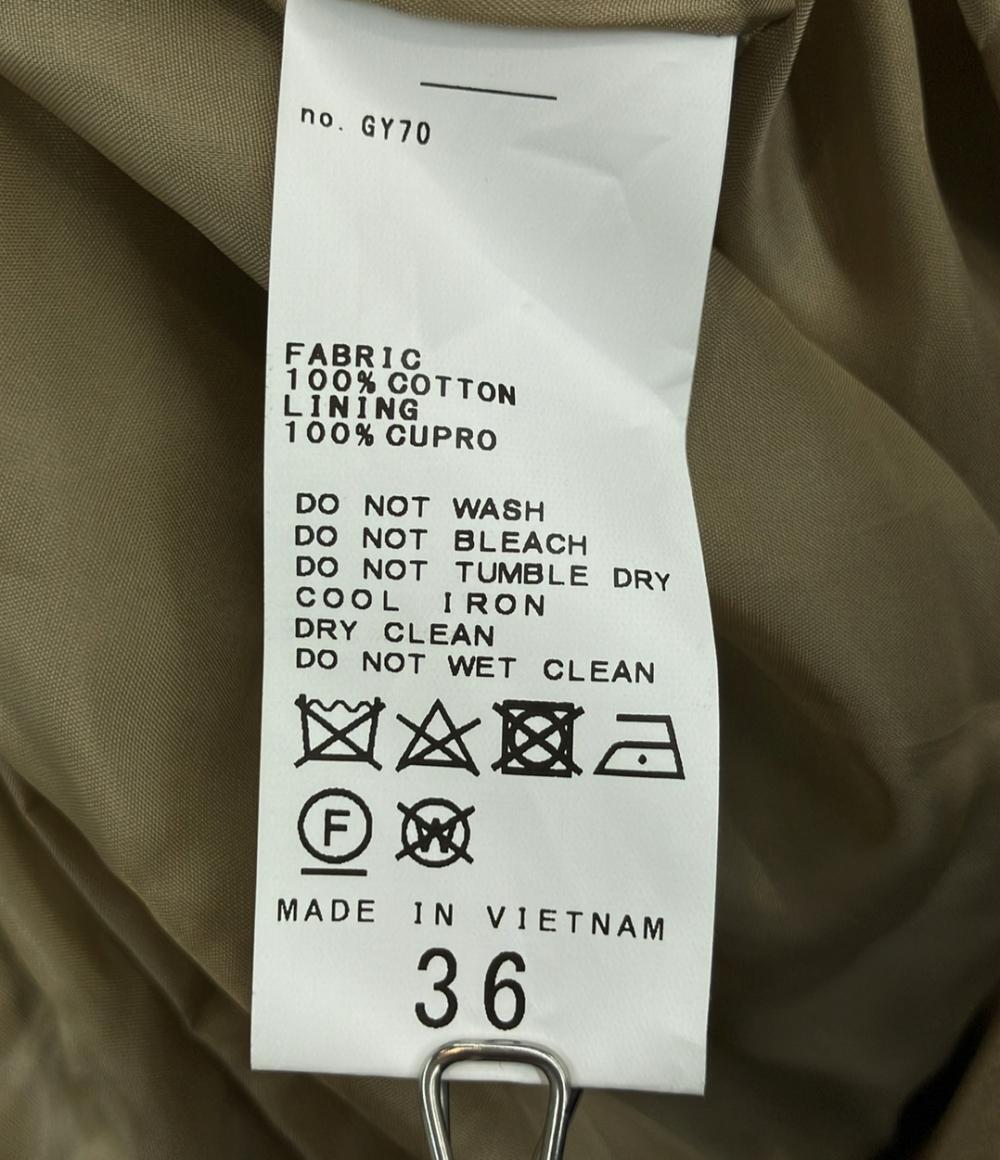 no. GY70
FABRIC
100% COTTON
LINING
100% CUPRO
DO NOT WASH
DO NOT BLEACH
DO NOT TUMBLE DRY
COOL IRON
DRY CLEAN
DO NOT WET CLEAN
F W
MADE IN VIETNAM
36